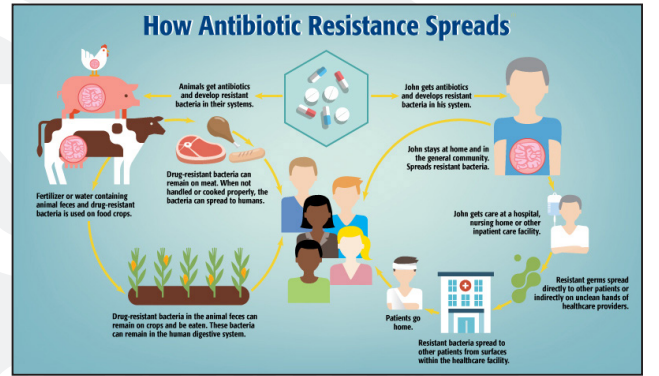 How Antibiotic Resistance Spreads
Animals get antibiotics
and develop resistant
bacteria in their systems.
John gets antibiotics
and develops resistant
bacteria in his system.
John stays at home and in
the general community.
Spreads resistant bacteria.
Drug-resistant bacteria can
remain on meat. When not
handled or cooked properly, the
bacteria can spread to humans.
Fertilizer or water containing
animal feces and drug-resistant
bacteria is used on food crops.
John gets care at a hospital,
nursing home or other
inpatient care facility.
Resistant germs spread
directly to other patients or
indirectly on unclean hands of
healthcare providers.
Drug-resistant bacteria in the animal feces can
remain on crops and be eaten. These bacteria
can remain in the human digestive system.
Patients go
home.
Resistant bacteria spread to
other patients from surfaces
within the healthcare facility.